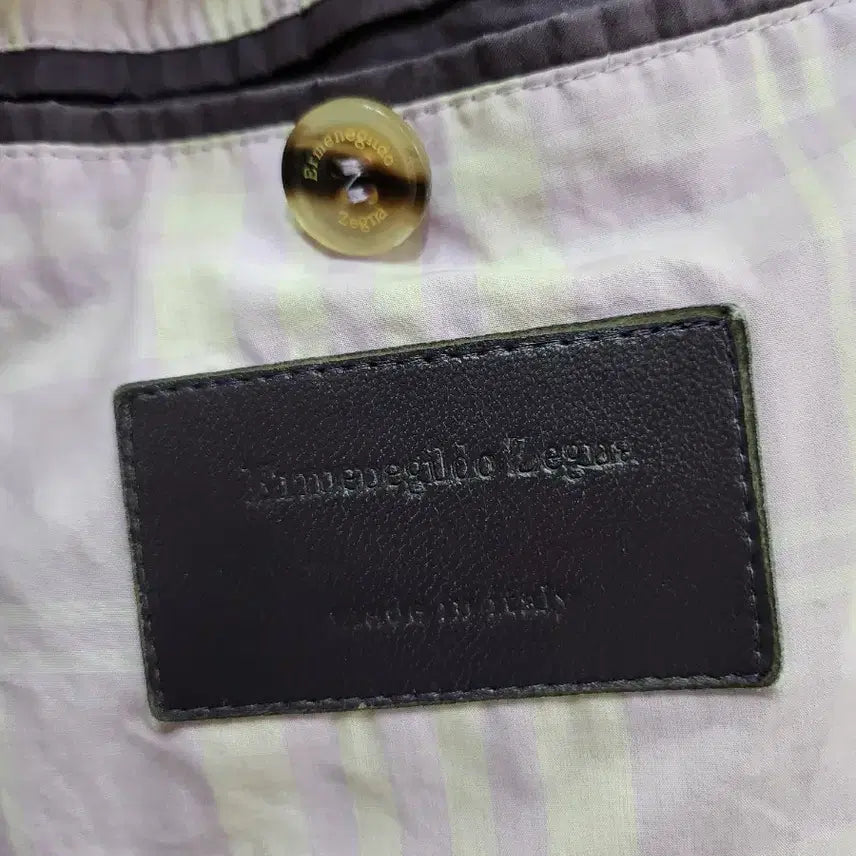 Ermenegildo
Zegna
Ermenegildo Zegna
made in italy